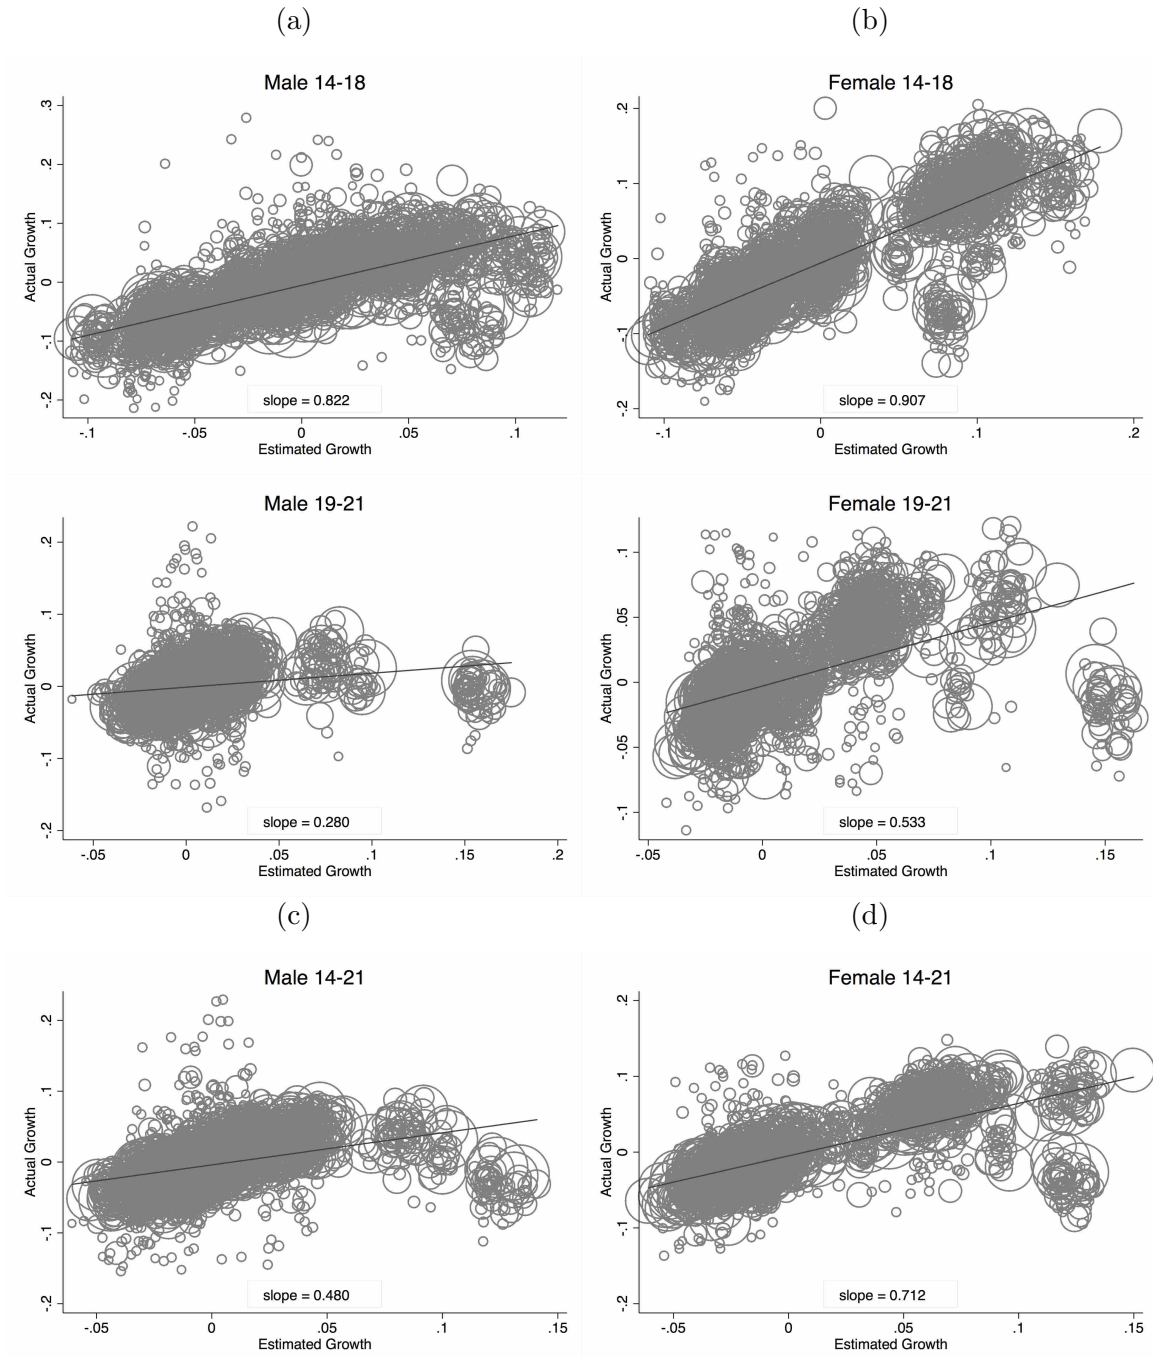 (a)
(b)
Male 14-18
Actual Growth
.3
.2
.1
0
-.1
-.2
slope = 0.822
-.1 -.05 0 .05 .1
Estimated Growth
Female 14-18
Actual Growth
.2
.1
0
-.1
-.2
slope = 0.907
-.1 0 .1 .2
Estimated Growth
Male 19-21
Actual Growth
.2
.1
0
-.1
-.2
slope = 0.280
-.05 0 .05 .1 .15 .2
Estimated Growth
Female 19-21
Actual Growth
.1
.05
0
-.05
-.1
slope = 0.533
-.05 0 .05 .1 .15
Estimated Growth
(c)
(d)
Male 14-21
Actual Growth
.2
.1
0
-.1
-.2
slope = 0.480
-.05 0 .05 .1 .15
Estimated Growth
Female 14-21
Actual Growth
.2
.1
0
-.1
-.2
slope = 0.712
-.05 0 .05 .1 .15
Estimated Growth